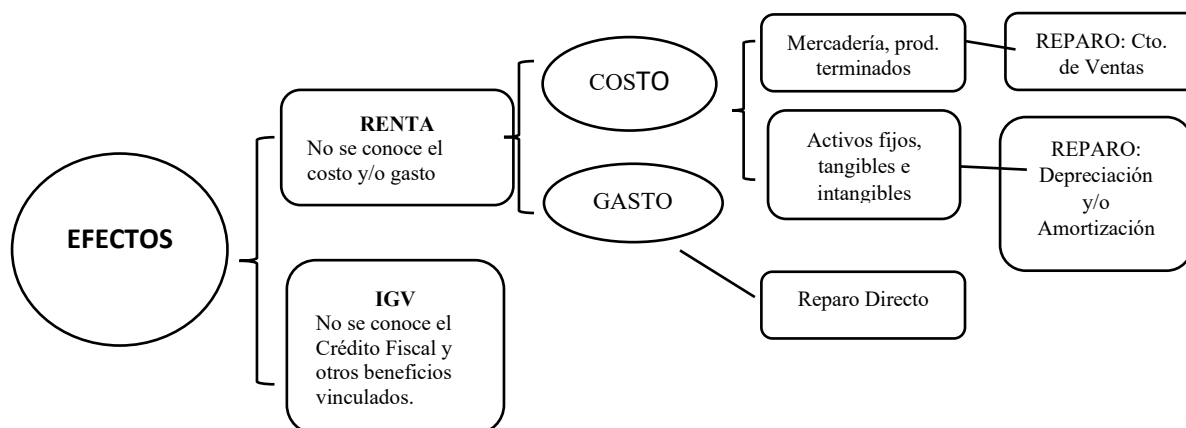 EFECTOS
RENTA
No se conoce el
costo y/o gasto
IGV
No se conoce el
Crédito Fiscal y
otros beneficios
vinculados.
COSTO
GASTO
Mercadería, prod.
terminados
REPARO: Cto.
de Ventas
Activos fijos,
tangibles e
intangibles
REPARO:
Depreciación
y/o
Amortización
Reparo Directo